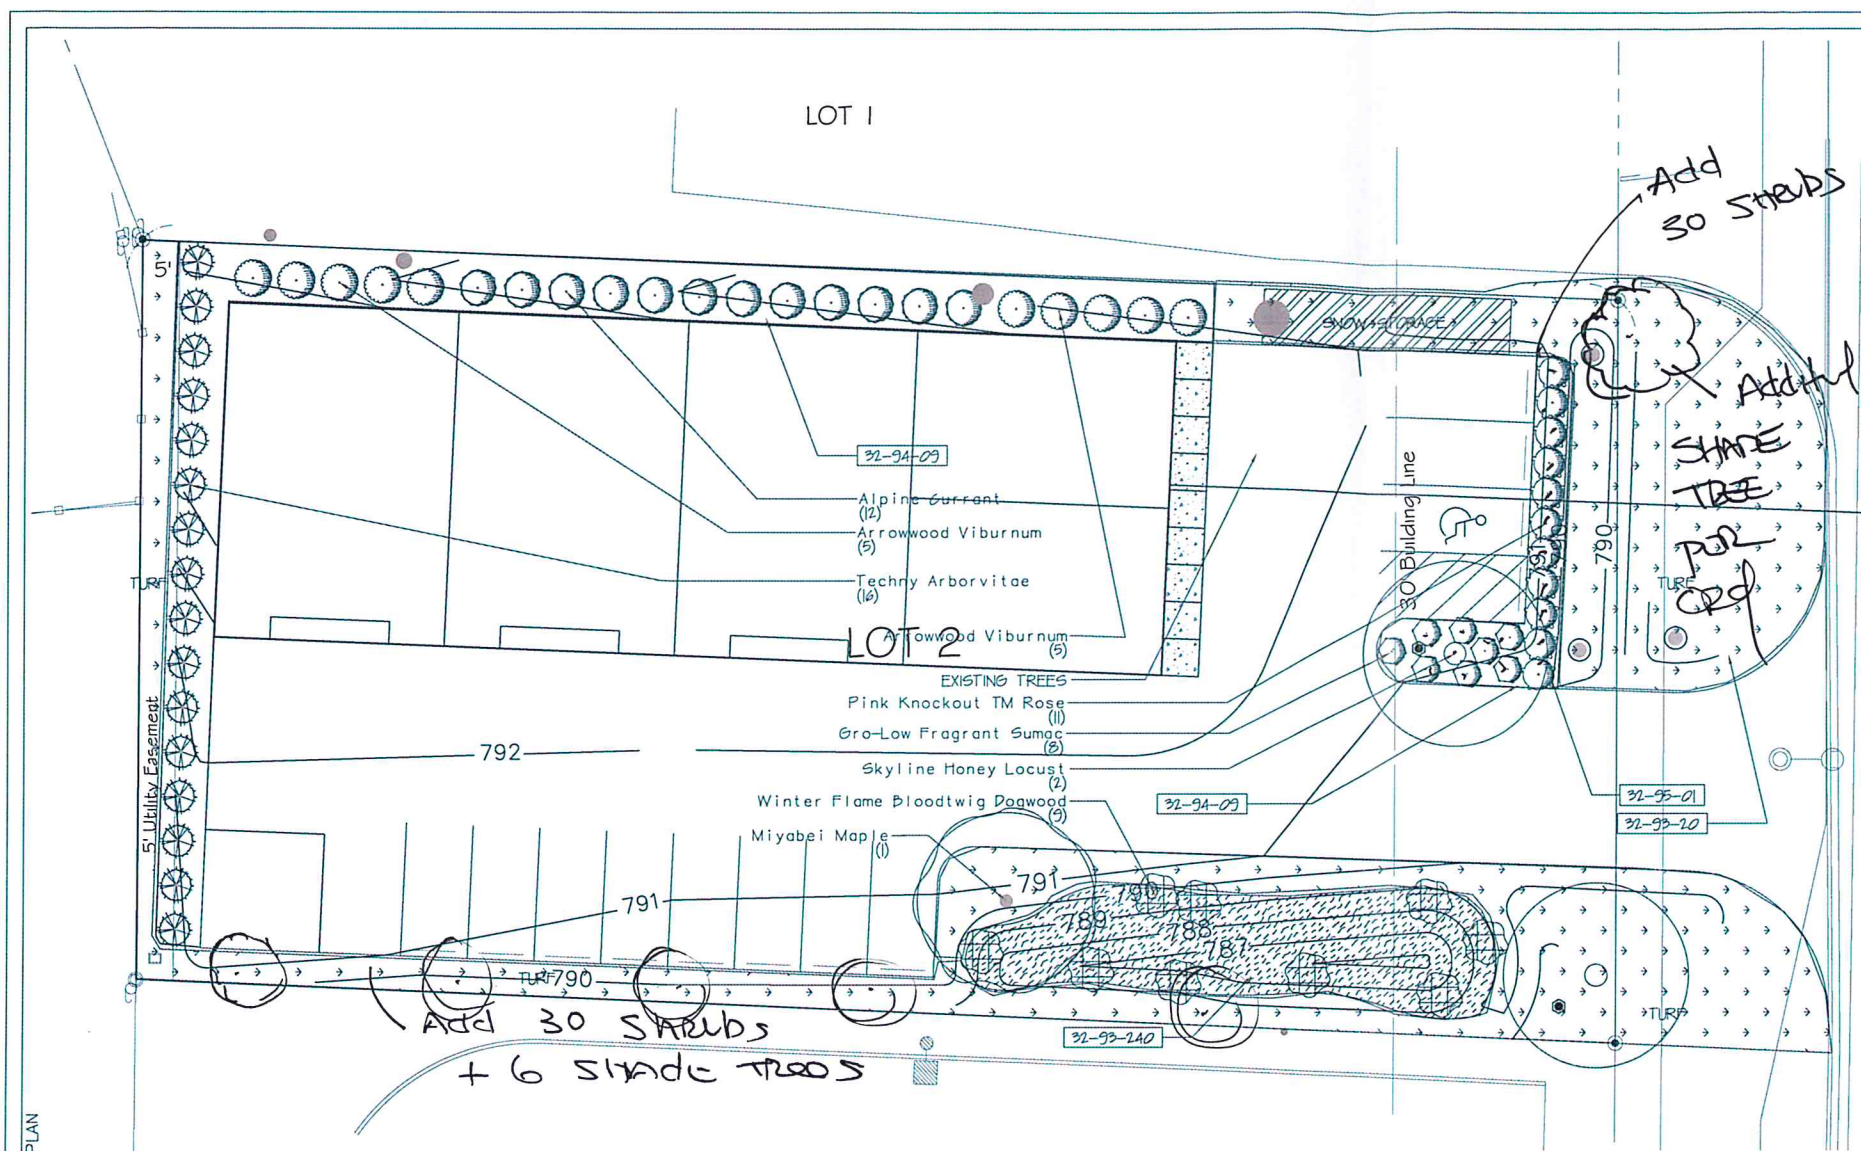 LOT 1
Add
30 Shrubs
5'
SNOW STORAGE
Additnl
SHADE
TREE
per
ORd
32-94-09
Alpine Currant
(12)
Arrowwood Viburnum
(5)
Techny Arborvitae
(16)
Arrowwood Viburnum
(5)
LOT 2
EXISTING TREES
Pink Knockout TM Rose
(11)
Gro-Low Fragrant Sumac
(8)
Skyline Honey Locust
(2)
Winter Flame Bloodtwig Dogwood
(9)
Miyabei Maple
(1)
30 Building Line
791
790
790
TURF
TURF
5' Utility Easement
792
32-94-09
32-95-01
32-93-20
791
791
790
789
788
787
TURF
790
TURF
32-93-240
Add 30 Shrubs
+ 6 Shade Trees
PLAN